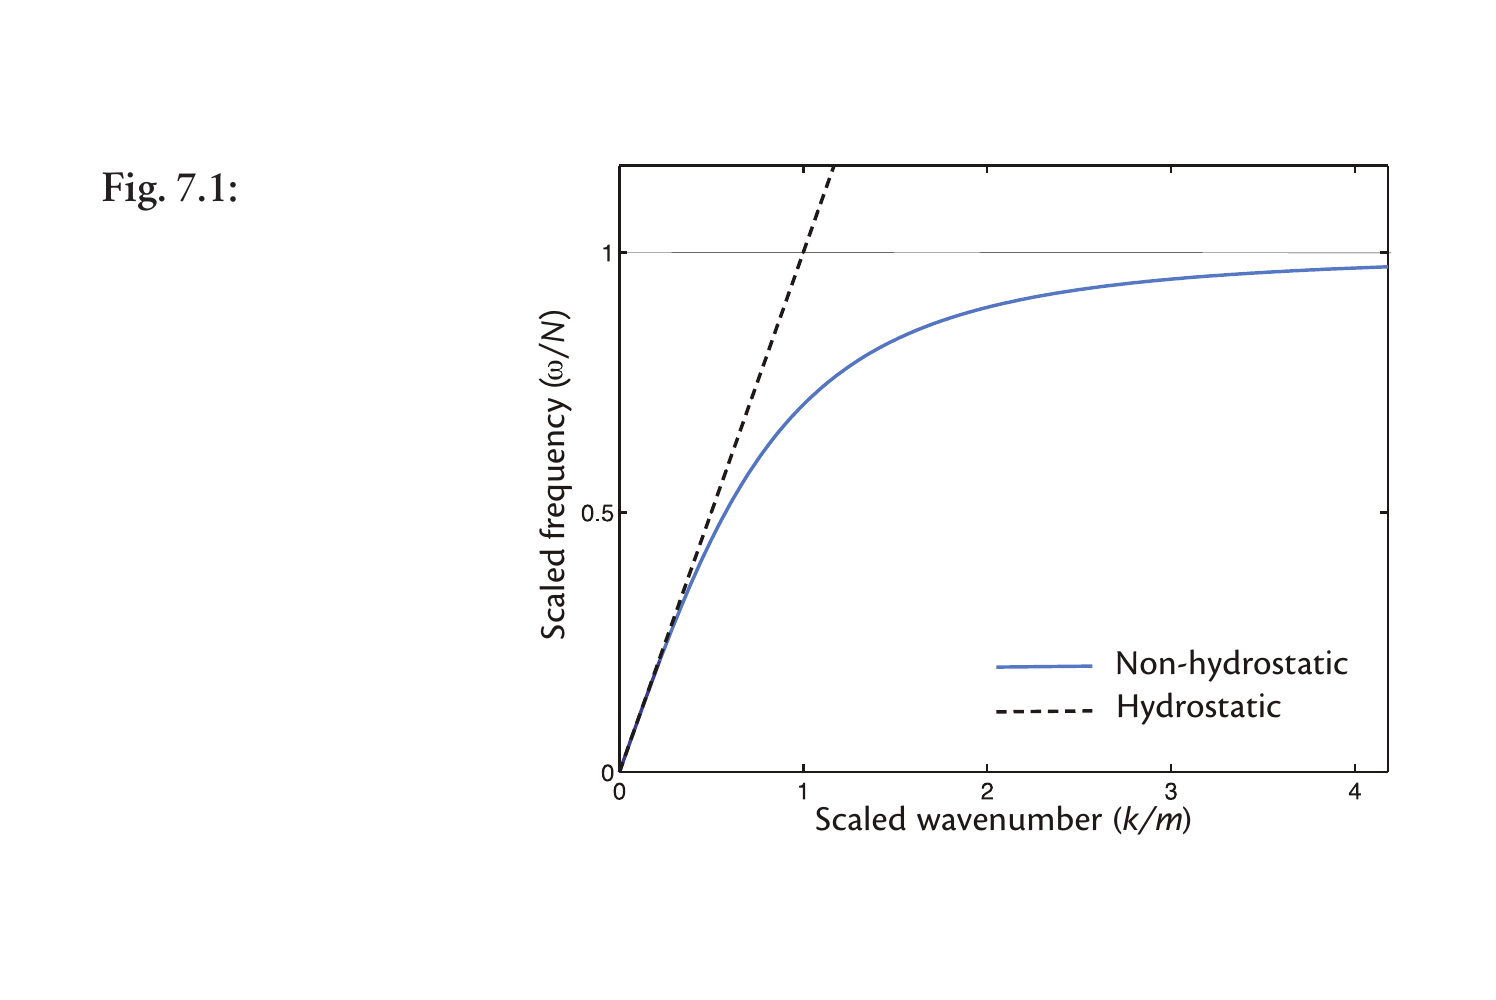 Fig. 7.1:
1
0.5
0
Scaled frequency (ω/N)
Non-hydrostatic
Hydrostatic
0 1 2 3 4
Scaled wavenumber (k/m)